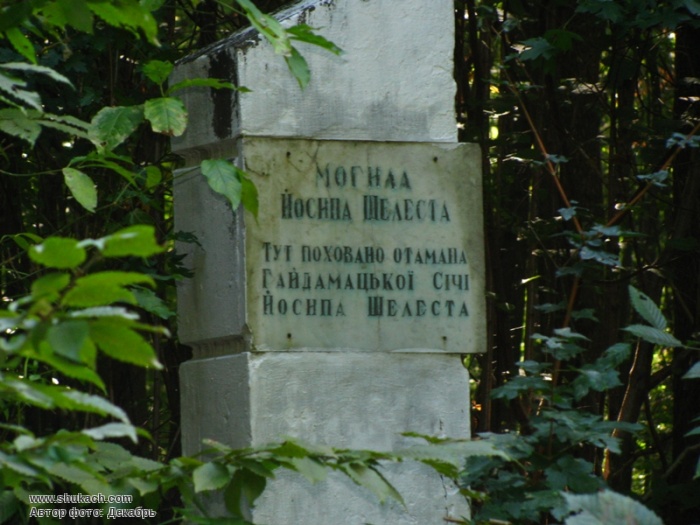 МОГИЛА
ЙОСИПА ШЕЛЕСТА
ТУТ ПОХОВАНО ОТАМАНА
ГАЙДАМАЦЬКОЇ СІЧІ
ЙОСИПА ШЕЛЕСТА
www.shukach.com
Автор фото: Декабрь